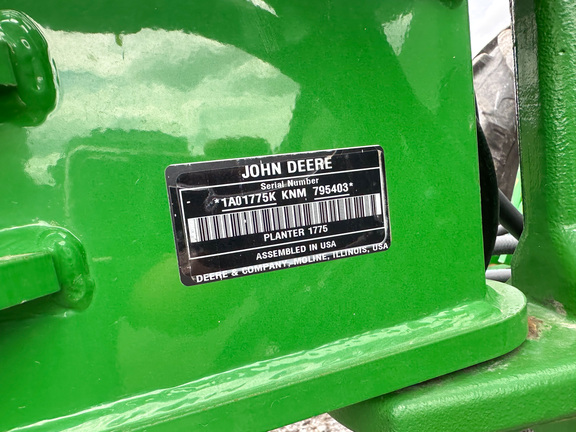 JOHN DEERE
Serial Number
*1A01775K KNM 795403*
PLANTER 1775
ASSEMBLED IN USA
DEERE & COMPANY, MOLINE, ILLINOIS, USA